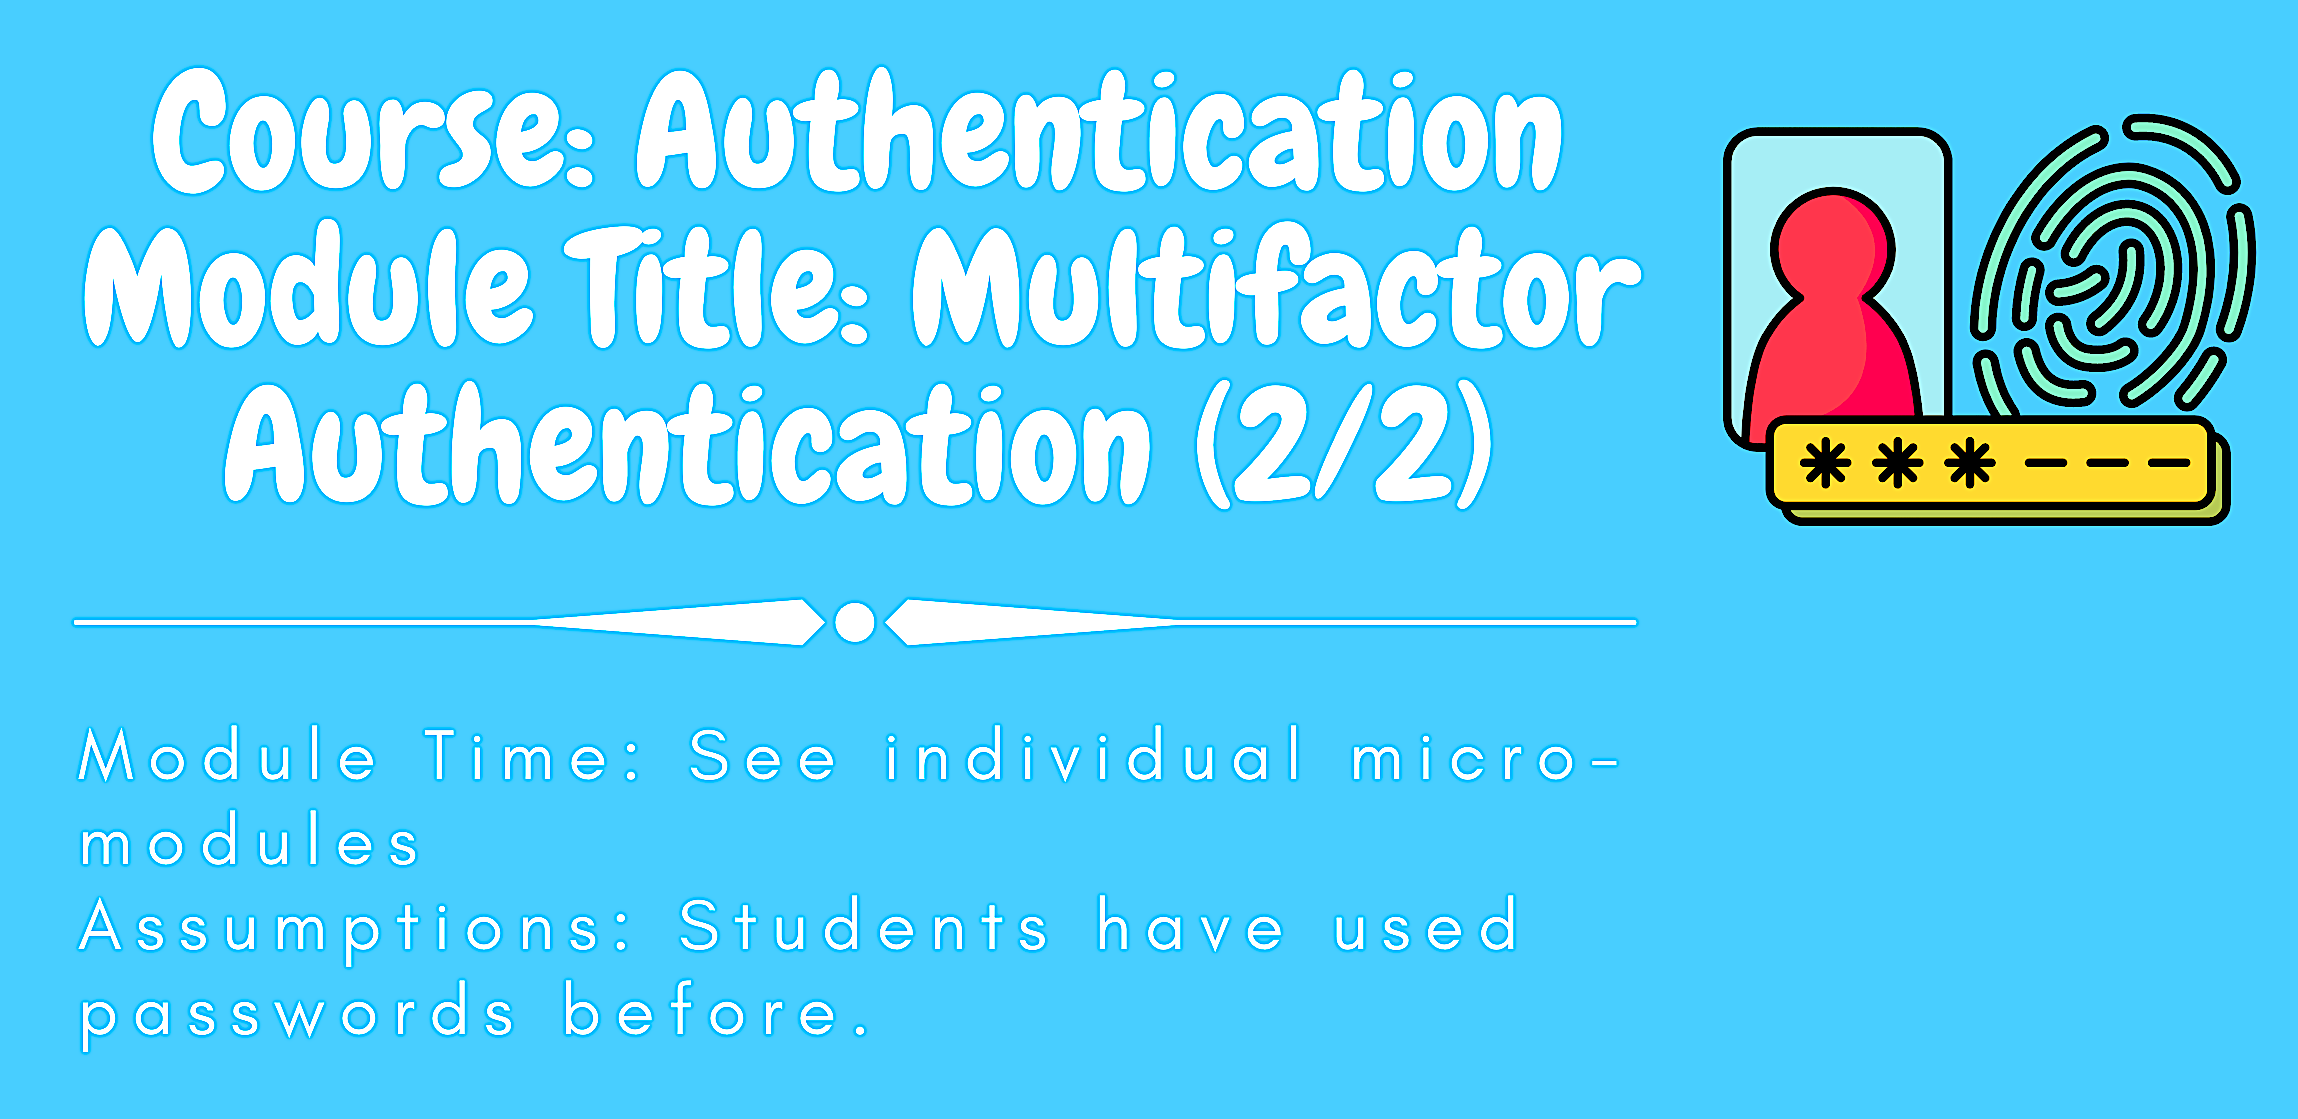 Course: Authentication
Module Title: Multifactor
Authentication (2/2)
Module Time: See individual micro-
modules
Assumptions: Students have used
passwords before.